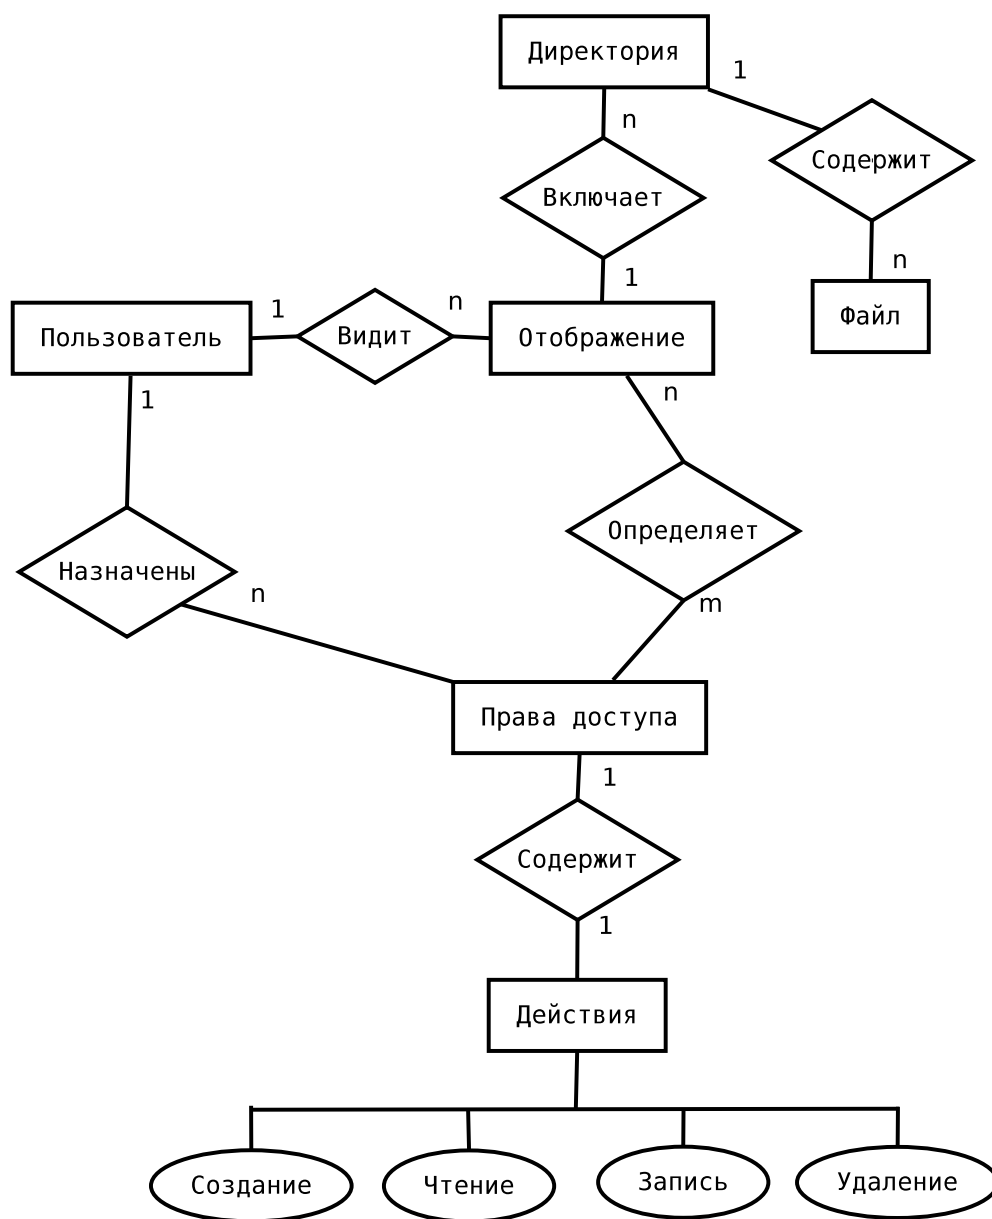 Директория
1
n
Содержит
Включает
n
1
Файл
Пользователь
1
Видит
n
Отображение
1
n
Определяет
Назначены
n
m
Права доступа
1
Содержит
1
Действия
Создание
Чтение
Запись
Удаление